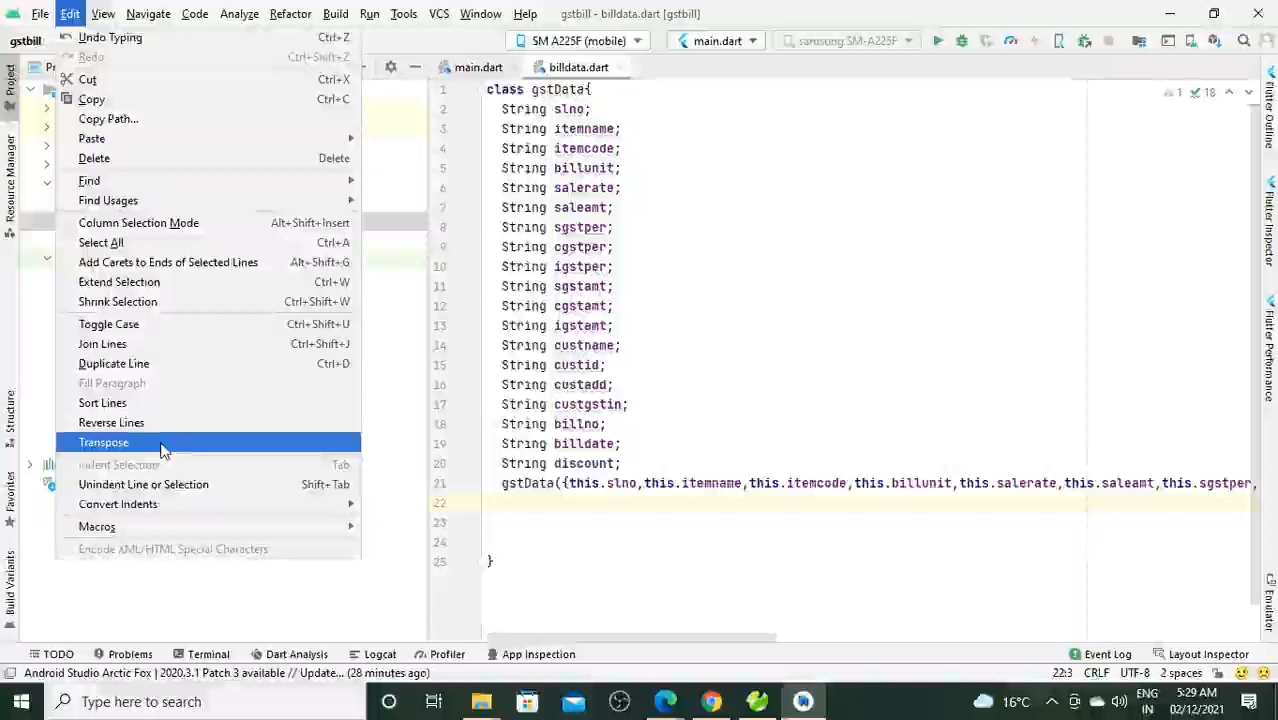 File Edit View Navigate Code Analyze Refactor Build Run Tools VCS Window Help gstbill - billdata.dart [gstbill]
gstbill SM A225F (mobile) main.dart samsung SM-A225F
main.dart billdata.dart
Undo Typing Ctrl+Z
Redo Ctrl+Shift+Z
Cut Ctrl+X
Copy Ctrl+C
Copy Path...
Paste
Delete Delete
Find
Find Usages
Column Selection Mode Alt+Shift+Insert
Select All Ctrl+A
Add Carets to Ends of Selected Lines Alt+Shift+G
Extend Selection Ctrl+W
Shrink Selection Ctrl+Shift+W
Toggle Case Ctrl+Shift+U
Join Lines Ctrl+Shift+J
Duplicate Line Ctrl+D
Fill Paragraph
Sort Lines
Reverse Lines
Transpose
Indent Selection Tab
Unindent Line or Selection Shift+Tab
Convert Indents
Macros
Encode XML/HTML Special Characters
1 class gstData{
2 String slno;
3 String itemname;
4 String itemcode;
5 String billunit;
6 String salerate;
7 String saleamt;
8 String sgstper;
9 String cgstper;
10 String igstper;
11 String sgstamt;
12 String cgstamt;
13 String igstamt;
14 String custname;
15 String custid;
16 String custadd;
17 String custgstin;
18 String billno;
19 String billdate;
20 String discount;
21 gstData({this.slno,this.itemname,this.itemcode,this.billunit,this.salerate,this.saleamt,this.sgstper,
22
23
24
25 }
1 18
Project
Resource Manager
Structure
Favorites
Build Variants
Flutter Outline
Flutter Inspector
Flutter Performance
Emulator
TODO Problems Terminal Dart Analysis Logcat Profiler App Inspection Event Log Layout Inspector
Android Studio Arctic Fox | 2020.3.1 Patch 3 available // Update... (28 minutes ago) 22:3 CRLF UTF-8 2 spaces
Type here to search 16°C ENG IN 5:29 AM 02/12/2021